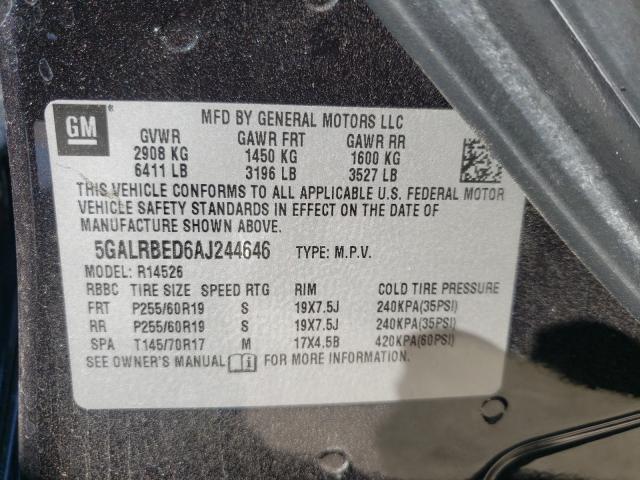 GM
MFD BY GENERAL MOTORS LLC
GVWR GAWR FRT GAWR RR
2908 KG 1450 KG 1600 KG
6411 LB 3196 LB 3527 LB
THIS VEHICLE CONFORMS TO ALL APPLICABLE U.S. FEDERAL MOTOR
VEHICLE SAFETY STANDARDS IN EFFECT ON THE DATE OF
MANUFACTURE SHOWN ABOVE.
5GALRBED6AJ244646 TYPE: M.P.V.
MODEL: R14526
RBBC TIRE SIZE SPEED RTG RIM COLD TIRE PRESSURE
FRT P255/60R19 S 19X7.5J 240KPA(35PSI)
RR P255/60R19 S 19X7.5J 240KPA(35PSI)
SPA T145/70R17 M 17X4.5B 420KPA(60PSI)
SEE OWNER'S MANUAL FOR MORE INFORMATION.